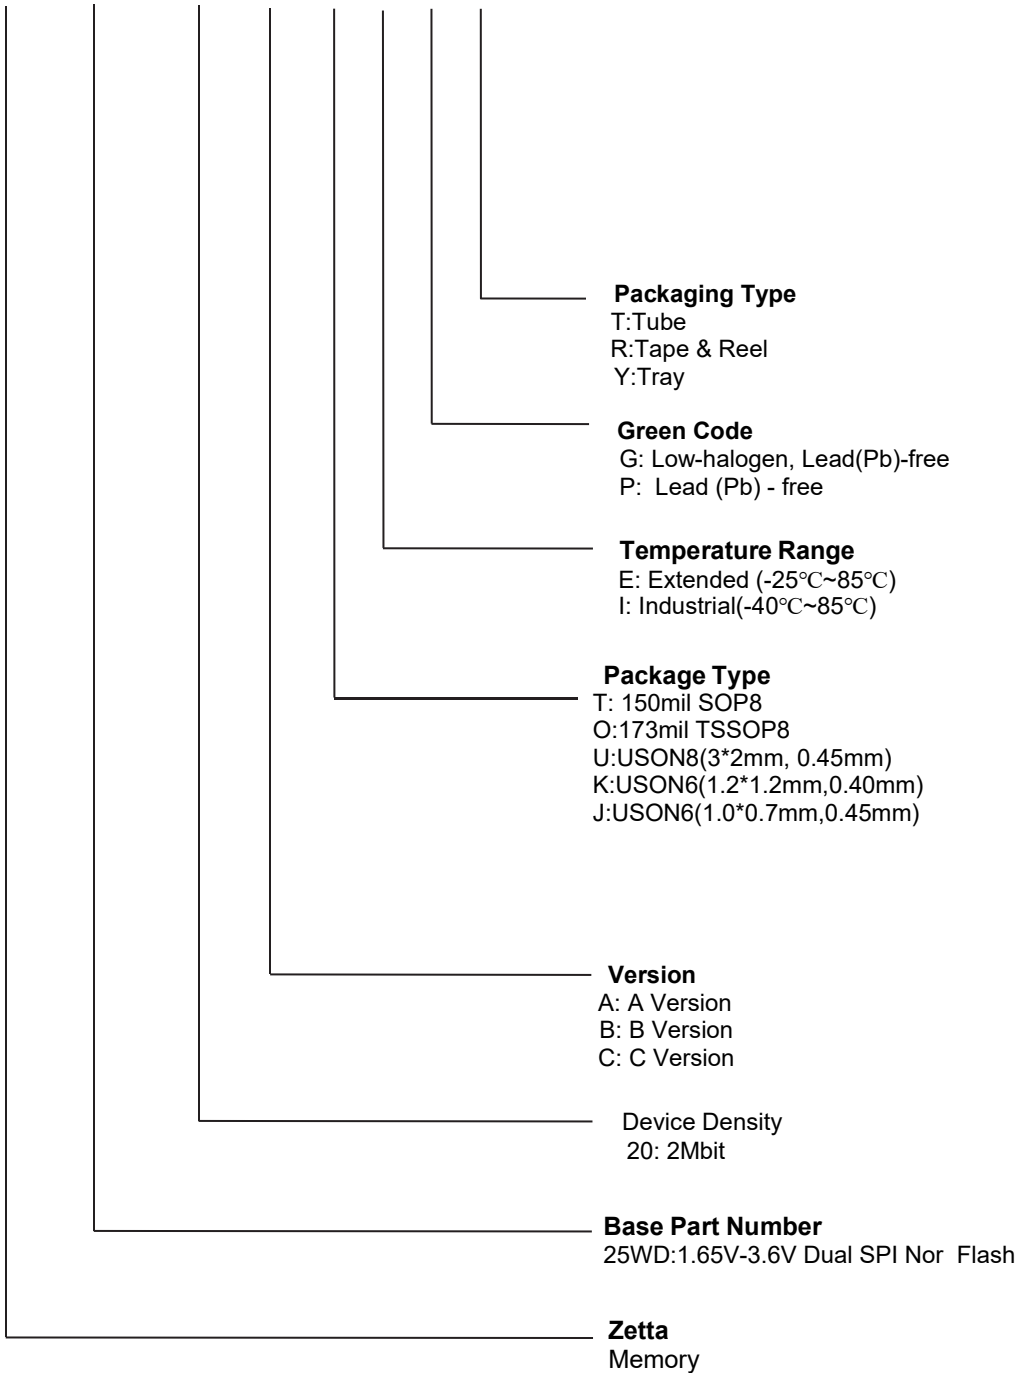 Packaging Type
T:Tube
R:Tape & Reel
Y:Tray
Green Code
G: Low-halogen, Lead(Pb)-free
P: Lead (Pb) - free
Temperature Range
E: Extended (-25℃~85℃)
I: Industrial(-40℃~85℃)
Package Type
T: 150mil SOP8
O:173mil TSSOP8
U:USON8(3*2mm, 0.45mm)
K:USON6(1.2*1.2mm,0.40mm)
J:USON6(1.0*0.7mm,0.45mm)
Version
A: A Version
B: B Version
C: C Version
Device Density
20: 2Mbit
Base Part Number
25WD:1.65V-3.6V Dual SPI Nor Flash
Zetta
Memory